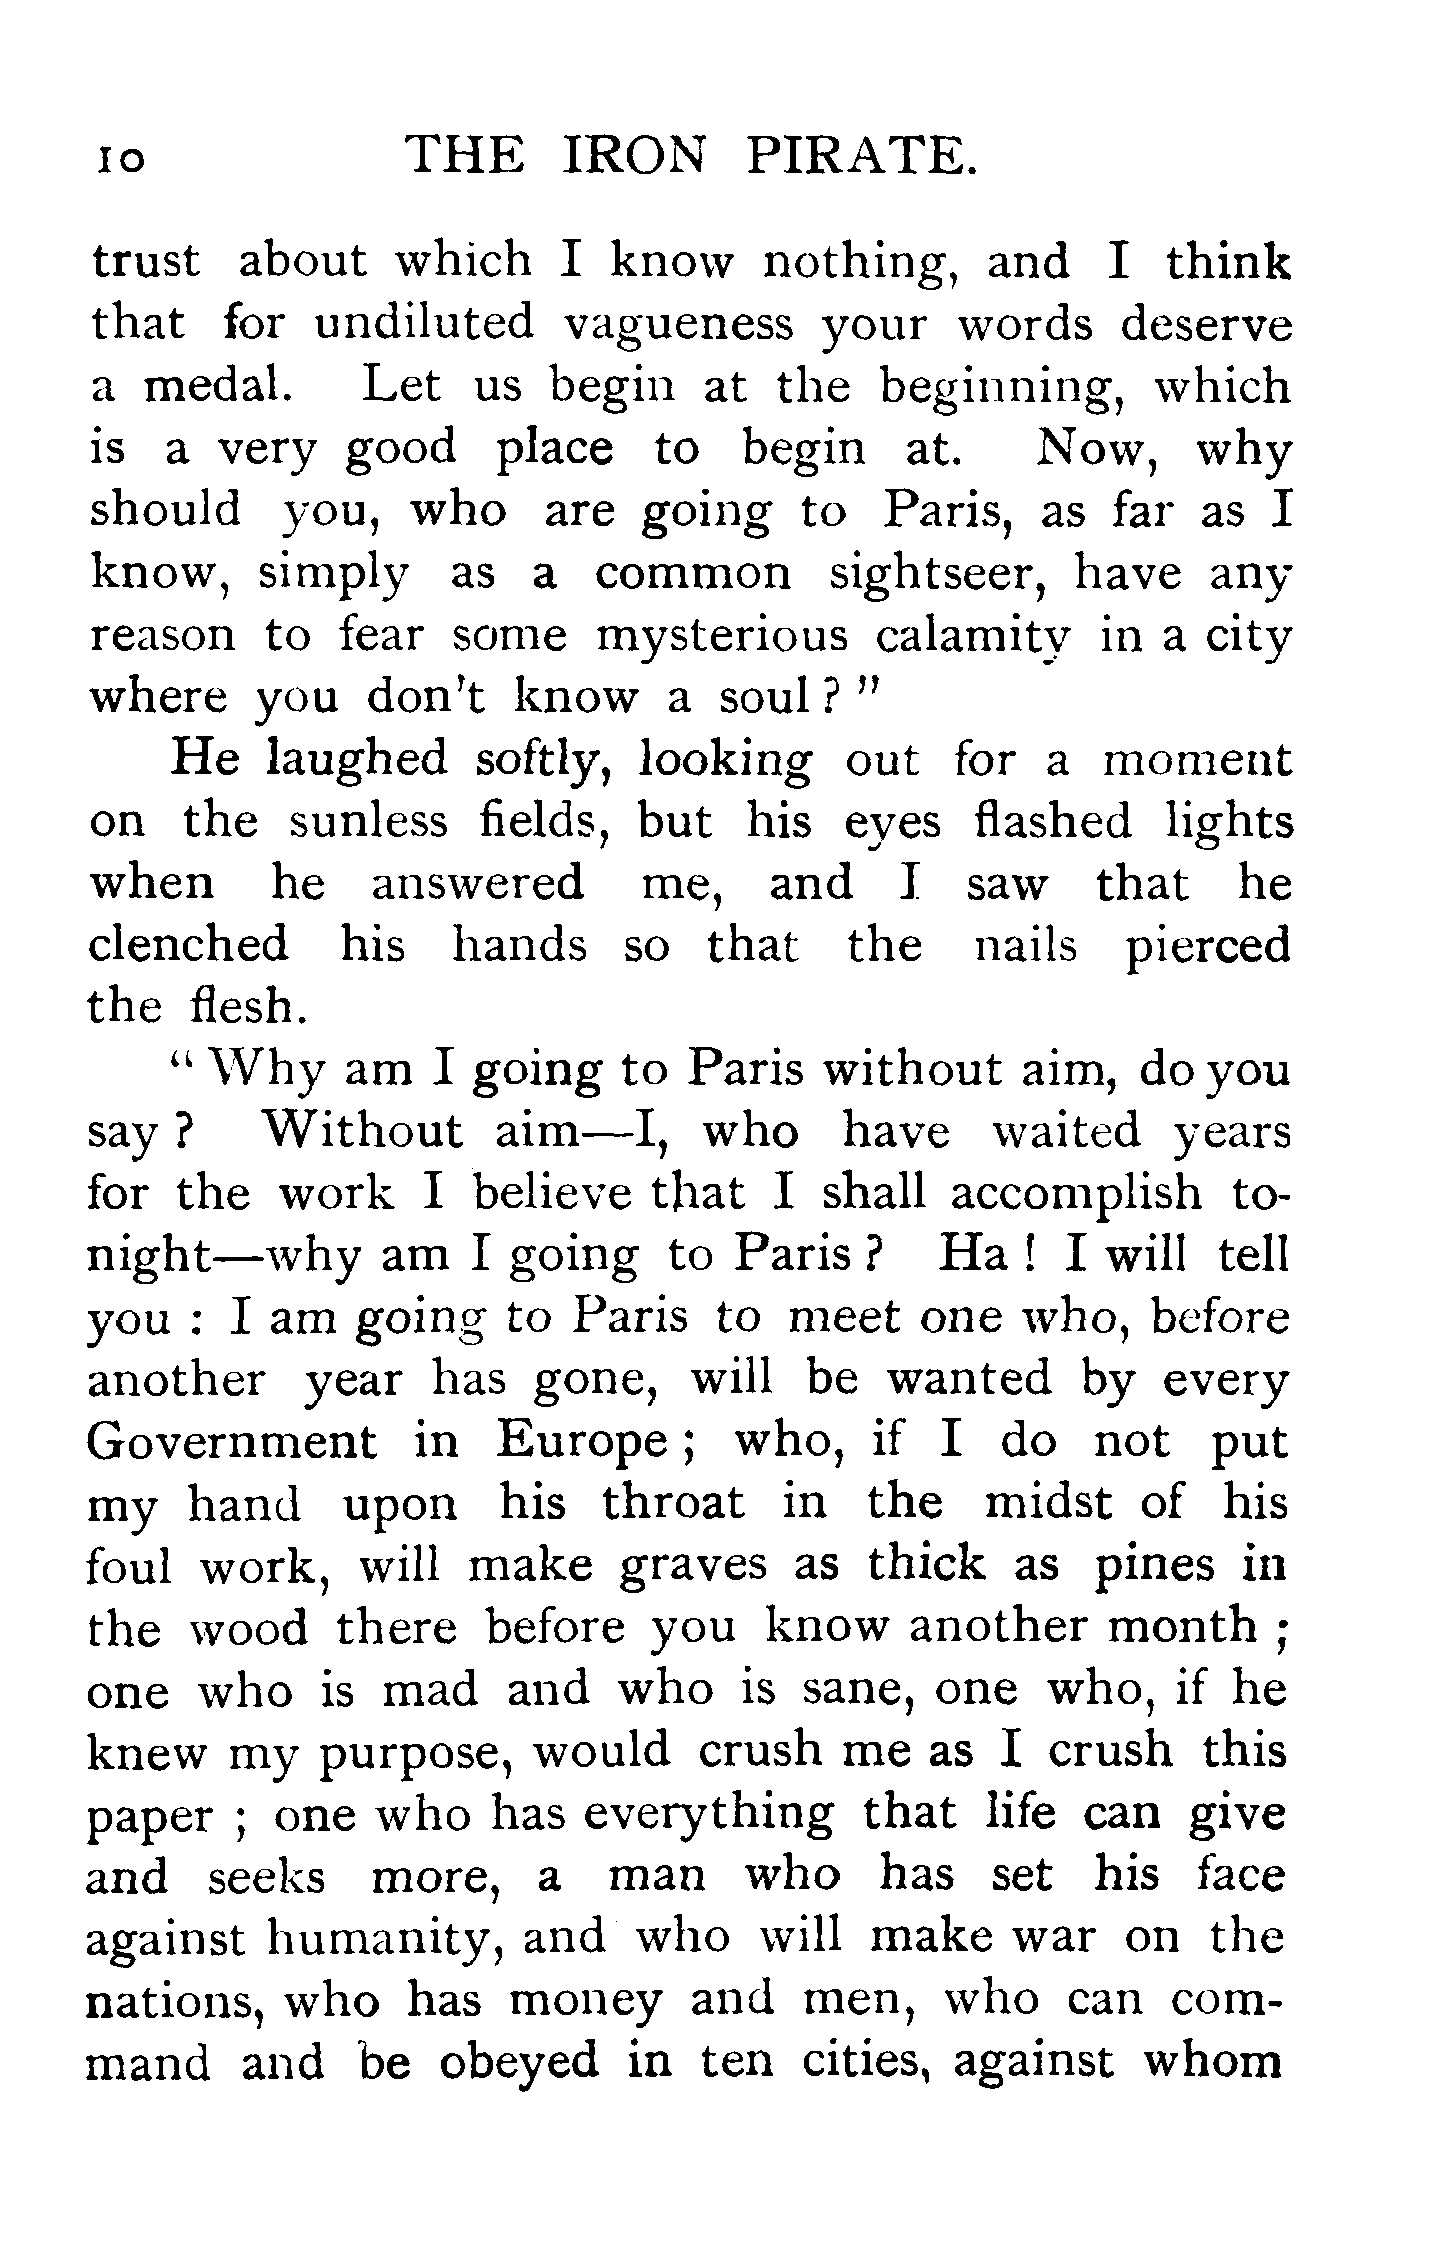 10 THE IRON PIRATE.
trust about which I know nothing, and I think
that for undiluted vagueness your words deserve
a medal. Let us begin at the beginning, which
is a very good place to begin at. Now, why
should you, who are going to Paris, as far as I
know, simply as a common sightseer, have any
reason to fear some mysterious calamity in a city
where you don't know a soul ? "
He laughed softly, looking out for a moment
on the sunless fields, but his eyes flashed lights
when he answered me, and I saw that he
clenched his hands so that the nails pierced
the flesh.
" Why am I going to Paris without aim, do you
say ? Without aim—I, who have waited years
for the work I believe that I shall accomplish to-
night—why am I going to Paris ? Ha ! I will tell
you : I am going to Paris to meet one who, before
another year has gone, will be wanted by every
Government in Europe ; who, if I do not put
my hand upon his throat in the midst of his
foul work, will make graves as thick as pines in
the wood there before you know another month ;
one who is mad and who is sane, one who, if he
knew my purpose, would crush me as I crush this
paper ; one who has everything that life can give
and seeks more, a man who has set his face
against humanity, and who will make war on the
nations, who has money and men, who can com-
mand and be obeyed in ten cities, against whom